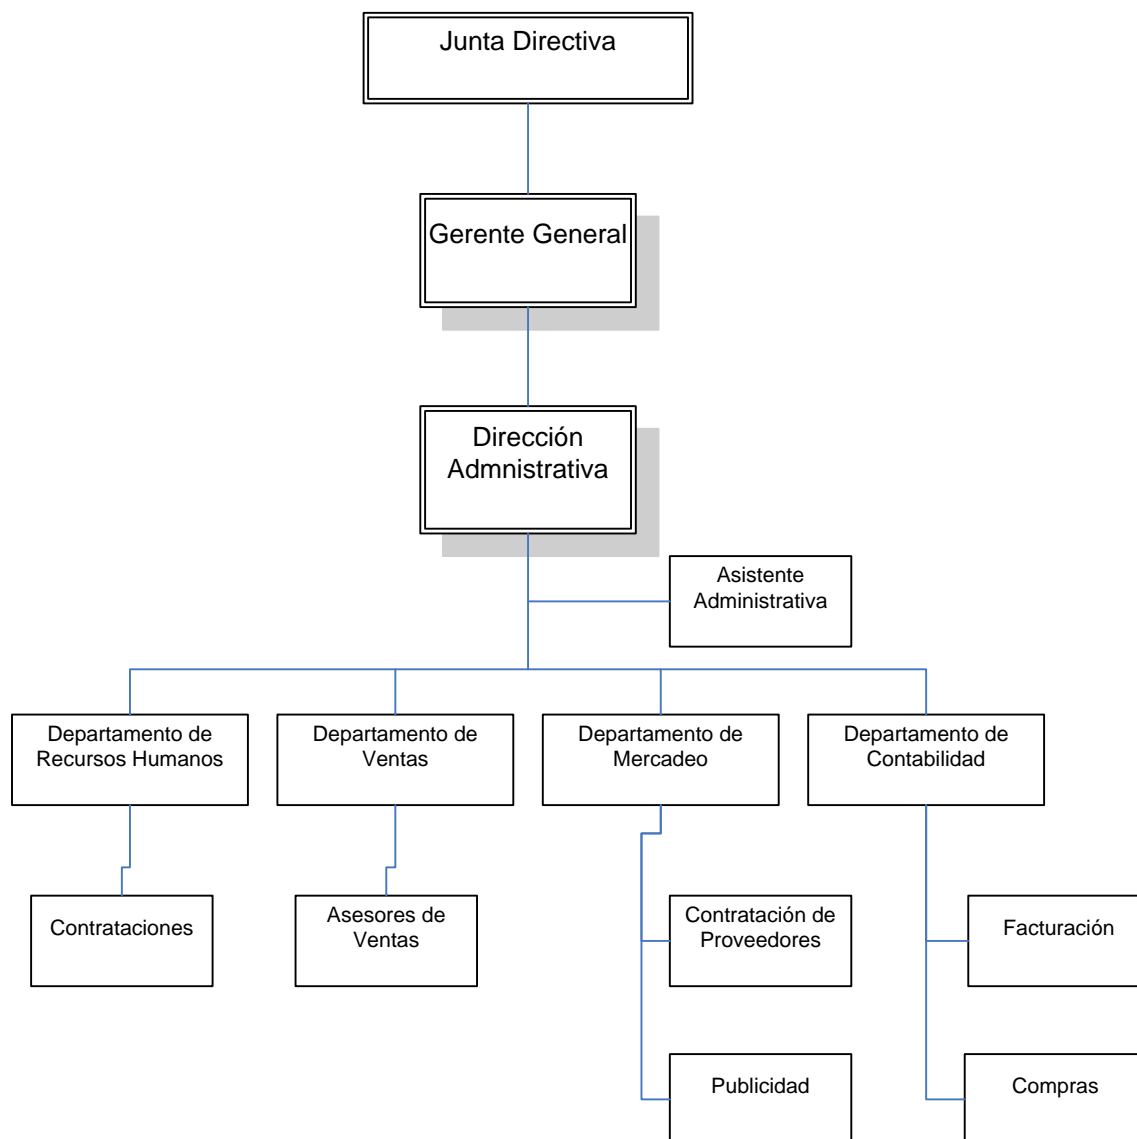 Junta Directiva
Gerente General
Dirección
Admnistrativa
Asistente
Administrativa
Departamento de
Recursos Humanos
Departamento de
Ventas
Departamento de
Mercadeo
Departamento de
Contabilidad
Contrataciones
Asesores de
Ventas
Contratación de
Proveedores
Facturación
Publicidad
Compras